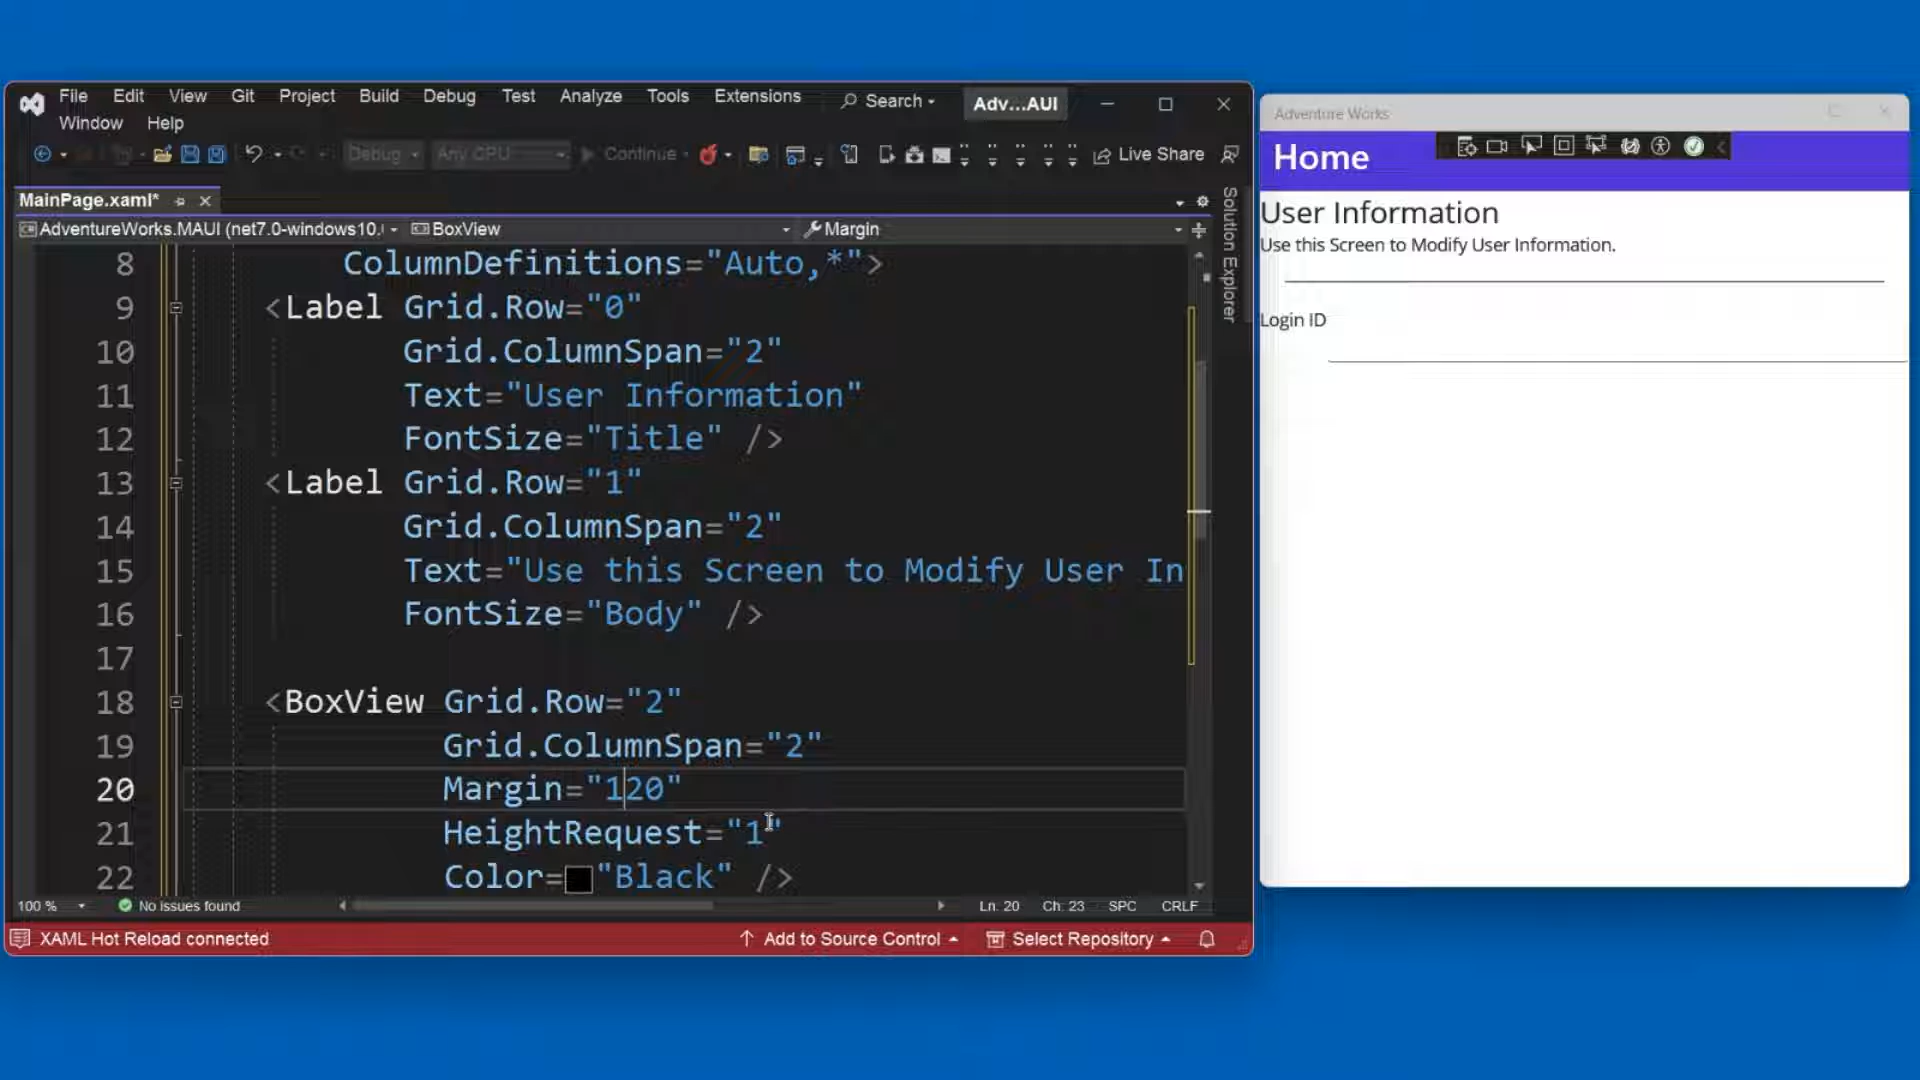 File Edit View Git Project Build Debug Test Analyze Tools Extensions Search Adv...AUI
Window Help
Debug Any CPU Continue Live Share
MainPage.xaml*
AdventureWorks.MAUI (net7.0-windows10.( BoxView Margin
Solution Explorer
8 ColumnDefinitions="Auto,*">
9 <Label Grid.Row="0"
10 Grid.ColumnSpan="2"
11 Text="User Information"
12 FontSize="Title" />
13 <Label Grid.Row="1"
14 Grid.ColumnSpan="2"
15 Text="Use this Screen to Modify User In
16 FontSize="Body" />
17
18 <BoxView Grid.Row="2"
19 Grid.ColumnSpan="2"
20 Margin="120"
21 HeightRequest="1"
22 Color="Black" />
100 % No issues found Ln: 20 Ch: 23 SPC CRLF
XAML Hot Reload connected Add to Source Control Select Repository
Adventure Works
Home
User Information
Use this Screen to Modify User Information.
Login ID